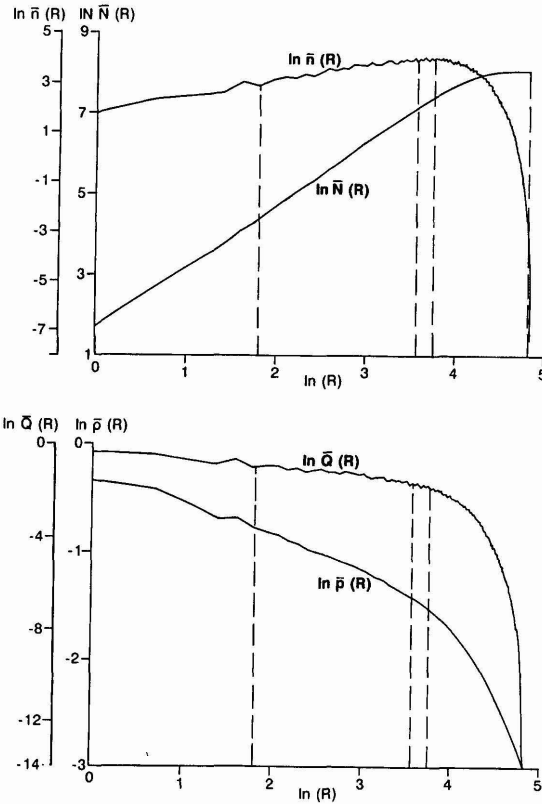 ln n̄ (R) IN N̄ (R)
5 9
3
ln n̄ (R)
7
1
-1
5
ln N̄ (R)
-3
3
-5
-7
1
0 1 2 3 4 5
ln (R)
ln Q̄ (R) ln ρ̄ (R)
0 0
ln Q̄ (R)
-4
-1
ln ρ̄ (R)
-8
-2
-12
-14 -3
0 1 2 3 4 5
ln (R)